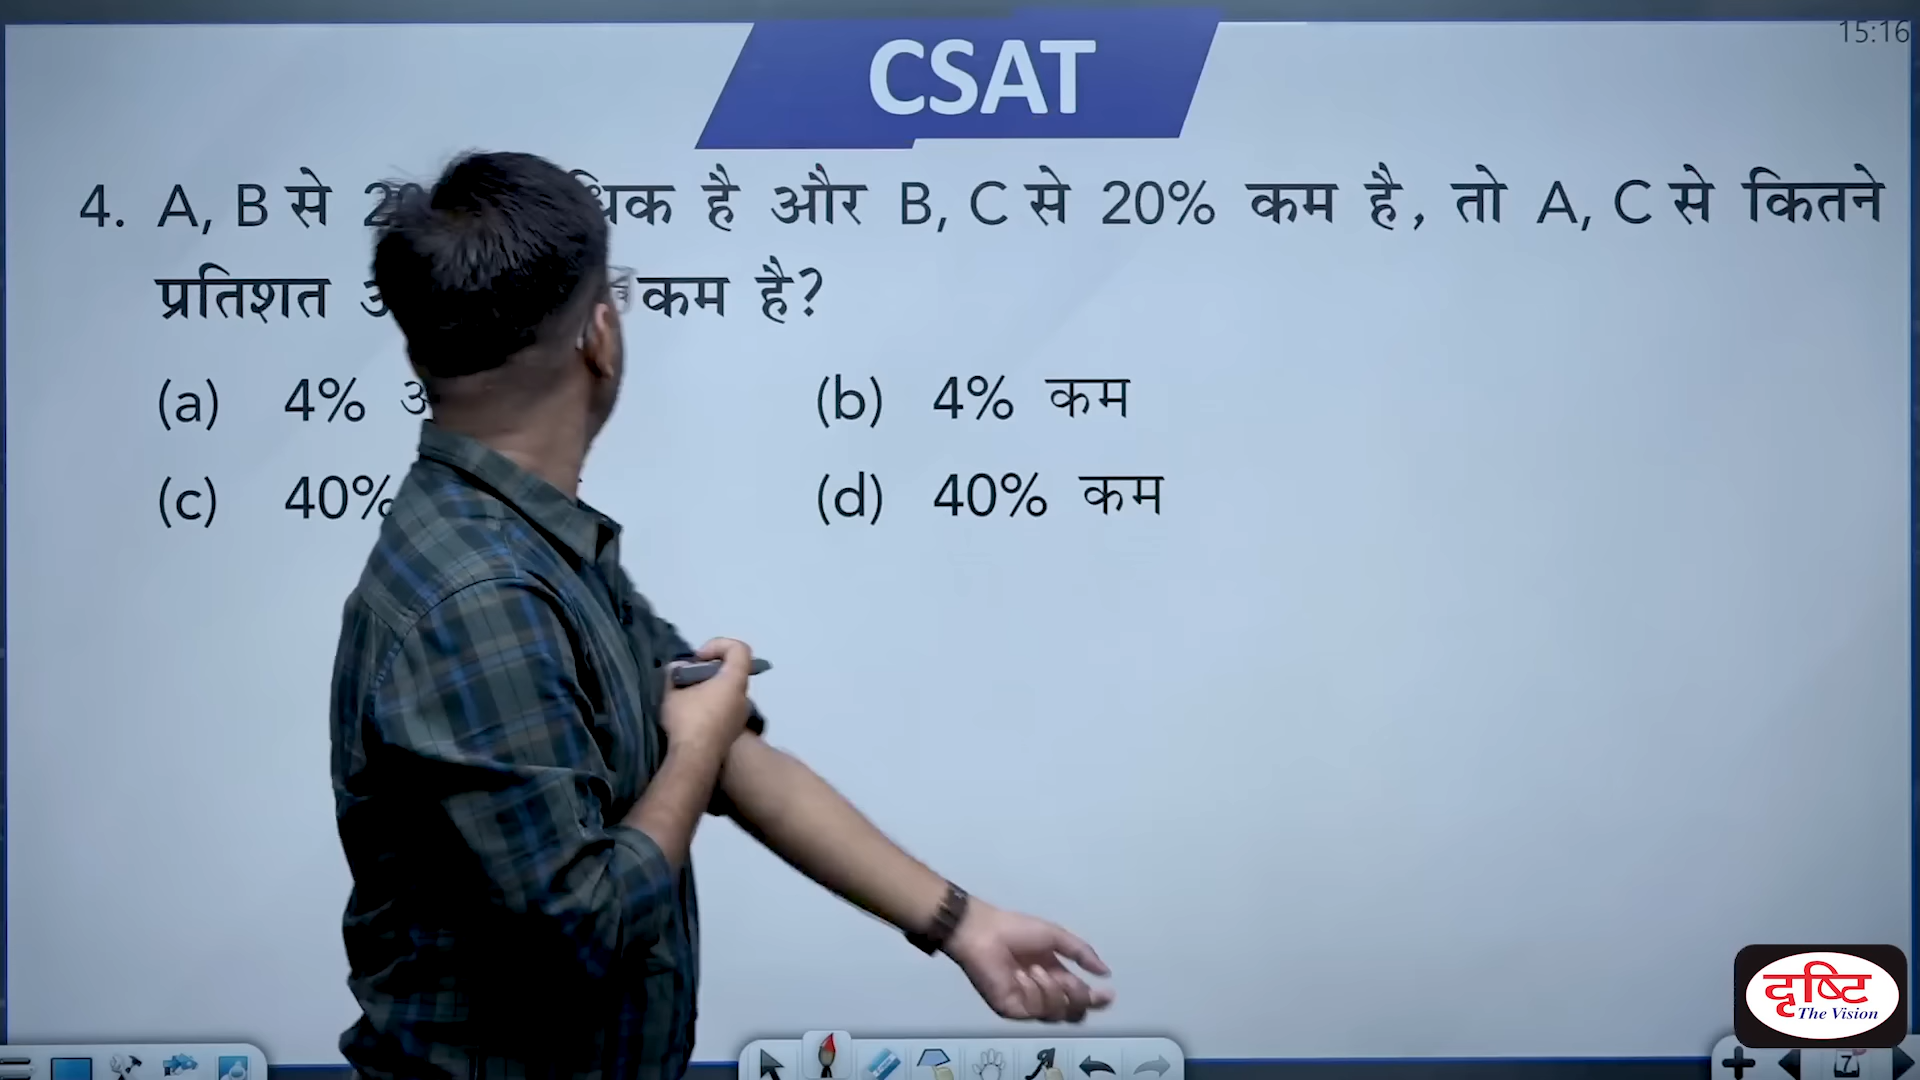 CSAT
15:16
4. A, B से है और B, C से 20% कम है, तो A, C से कितने
प्रतिशत कम है?
(a) 4% (b) 4% कम
(c) 40% (d) 40% कम
दृष्टि
The Vision
7